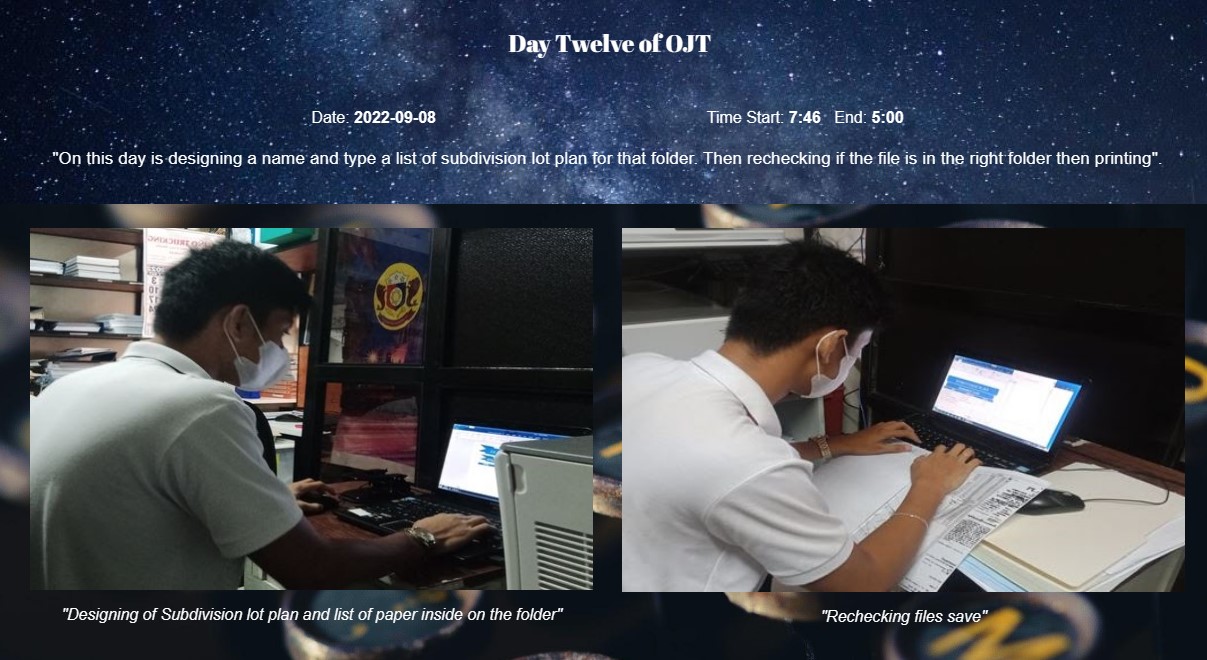 Day Twelve of OJT
Date: 2022-09-08
Time Start: 7:46 End: 5:00
"On this day is designing a name and type a list of subdivision lot plan for that folder. Then rechecking if the file is in the right folder then printing".
"Designing of Subdivision lot plan and list of paper inside on the folder"
"Rechecking files save"